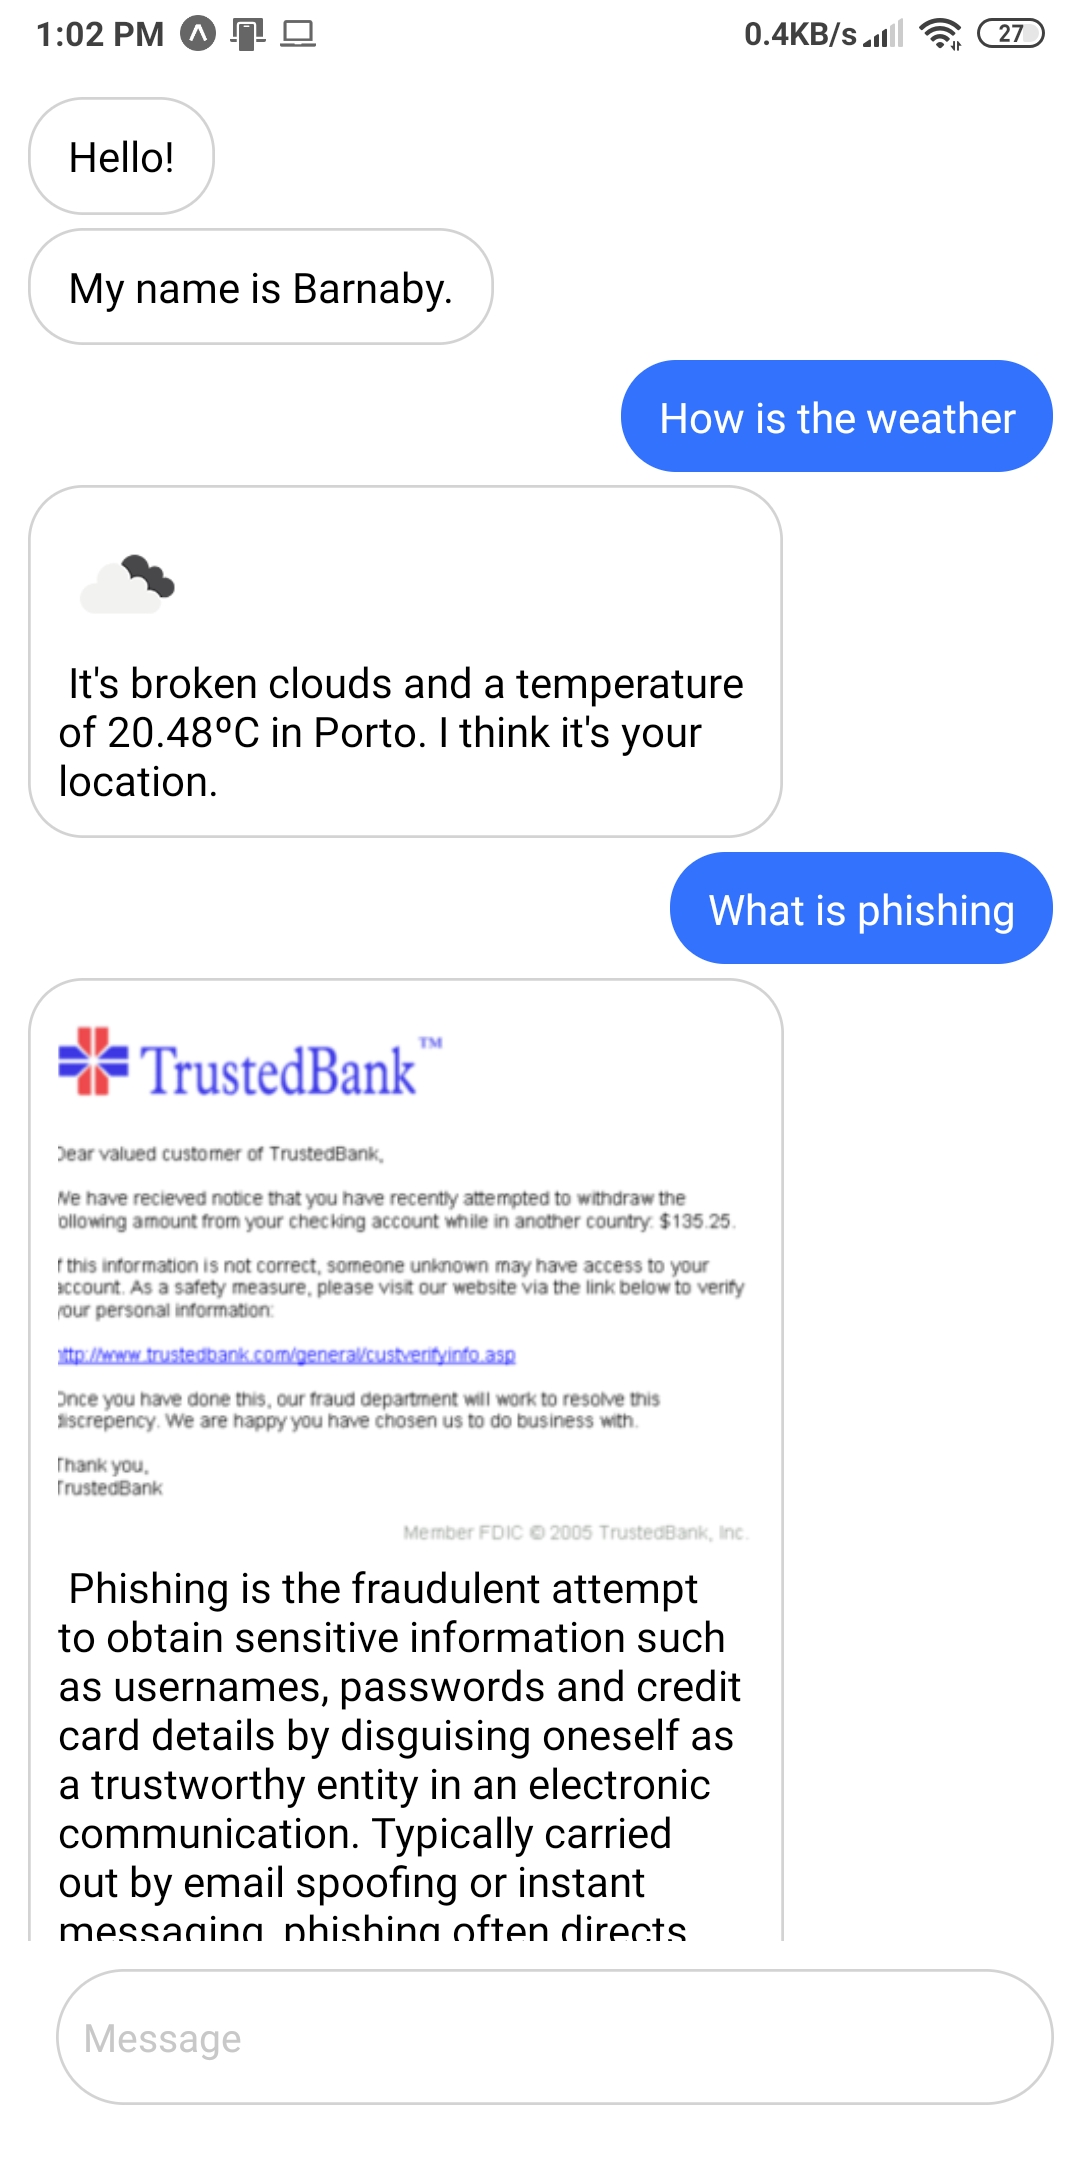 1:02 PM
0.4KB/s
27
Hello!
My name is Barnaby.
How is the weather
It's broken clouds and a temperature
of 20.48ºC in Porto. I think it's your
location.
What is phishing
TrustedBank™
Dear valued customer of TrustedBank,
We have recieved notice that you have recently attempted to withdraw the
ollowing amount from your checking account while in another country: $135.25.
f this information is not correct, someone unknown may have access to your
account. As a safety measure, please visit our website via the link below to verify
your personal information:
http://www.trustedbank.com/general/custverifyinfo.asp
Once you have done this, our fraud department will work to resolve this
discrepency. We are happy you have chosen us to do business with.
Thank you,
TrustedBank
Member FDIC © 2005 TrustedBank, Inc.
Phishing is the fraudulent attempt
to obtain sensitive information such
as usernames, passwords and credit
card details by disguising oneself as
a trustworthy entity in an electronic
communication. Typically carried
out by email spoofing or instant
messaging, phishing often directs
Message